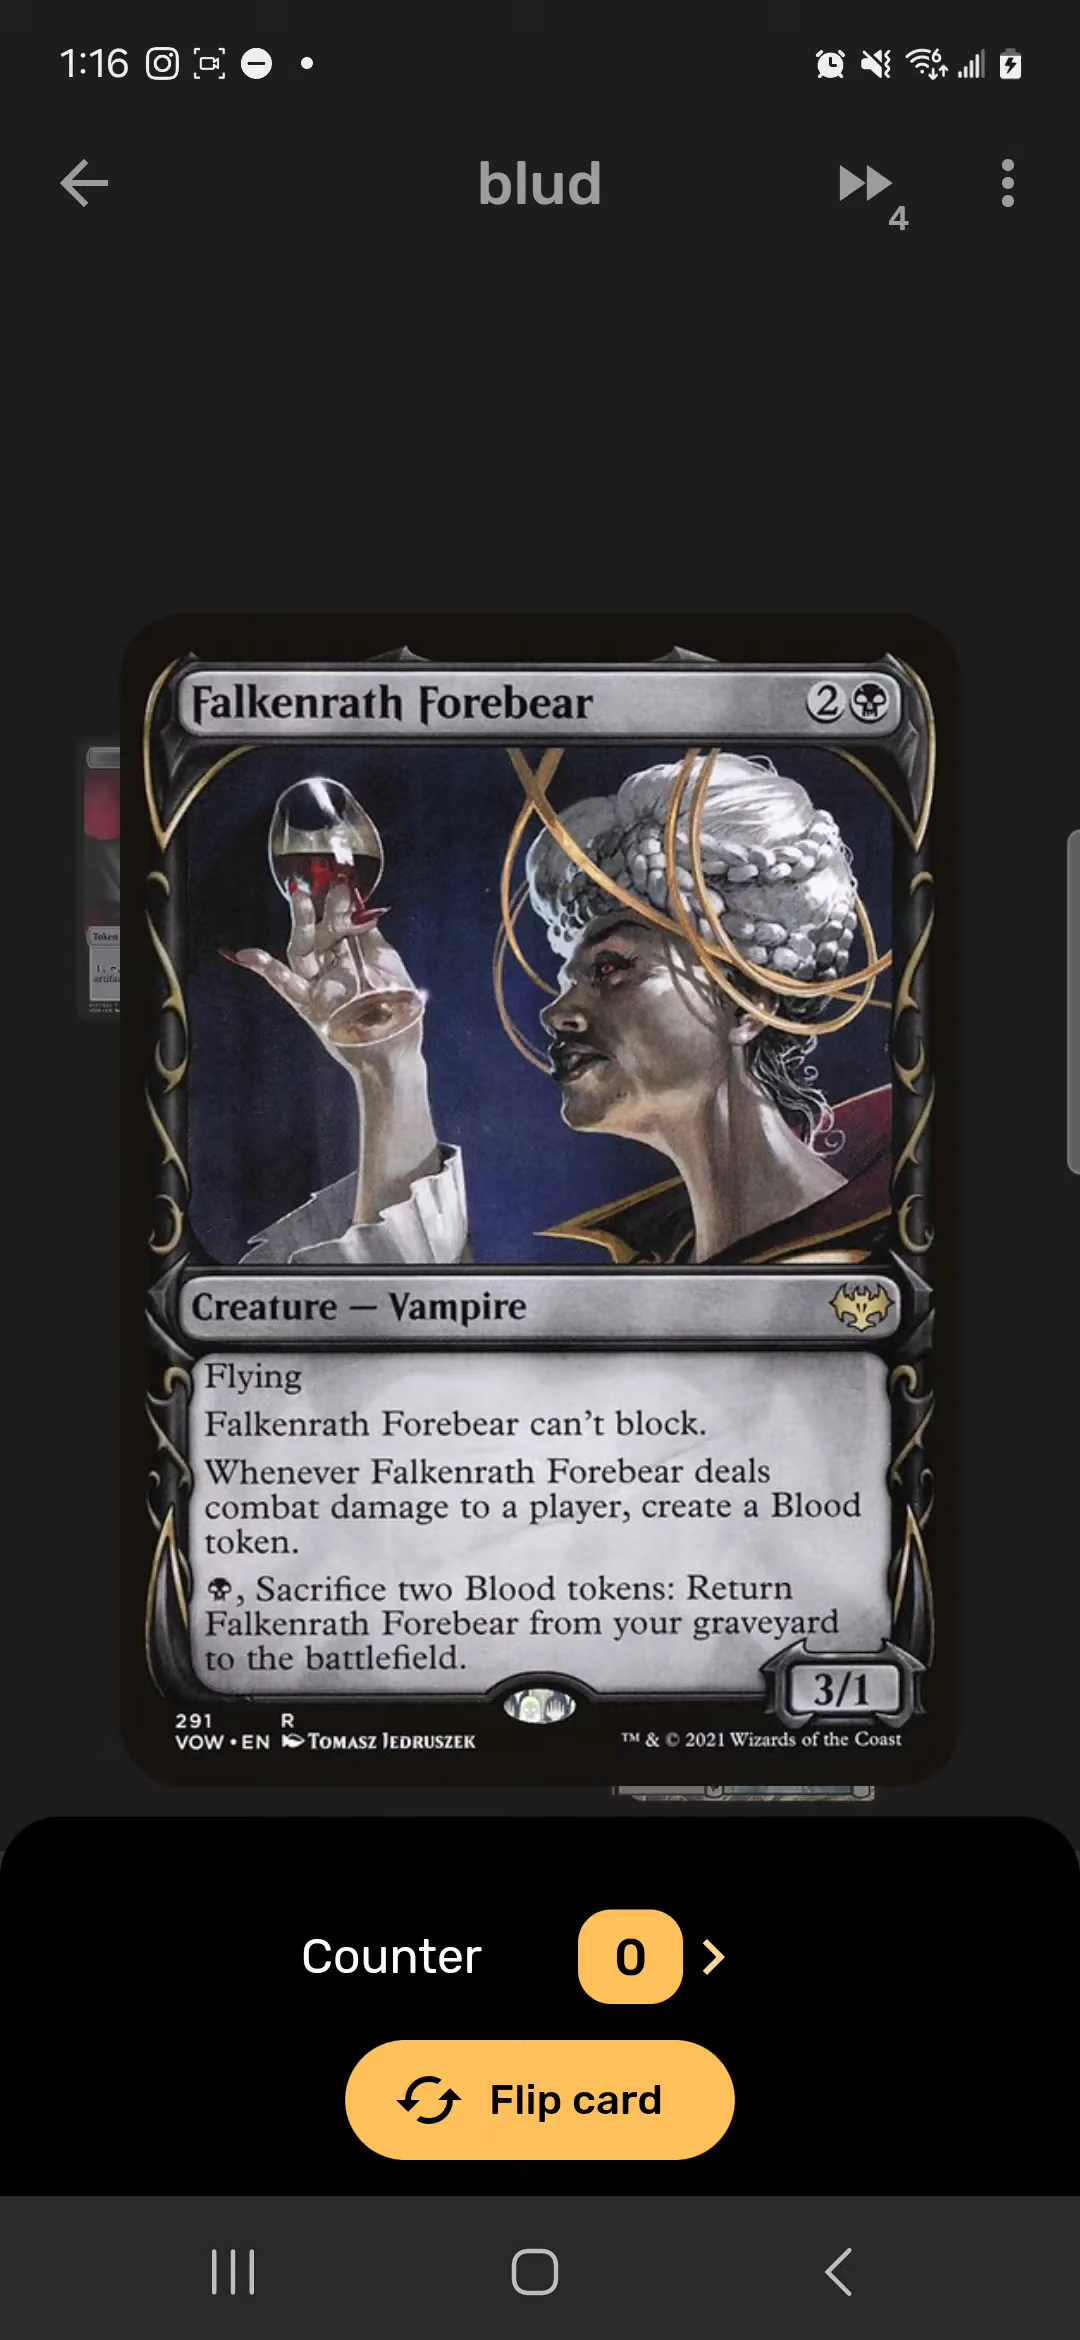 1:16
blud
4
Falkenrath Forebear 2
Token
Creature — Vampire
Flying
Falkenrath Forebear can't block.
Whenever Falkenrath Forebear deals
combat damage to a player, create a Blood
token.
, Sacrifice two Blood tokens: Return
Falkenrath Forebear from your graveyard
to the battlefield.
3/1
291 R
VOW • EN TOMASZ JEDRUSZEK
™ & © 2021 Wizards of the Coast
Counter 0
Flip card